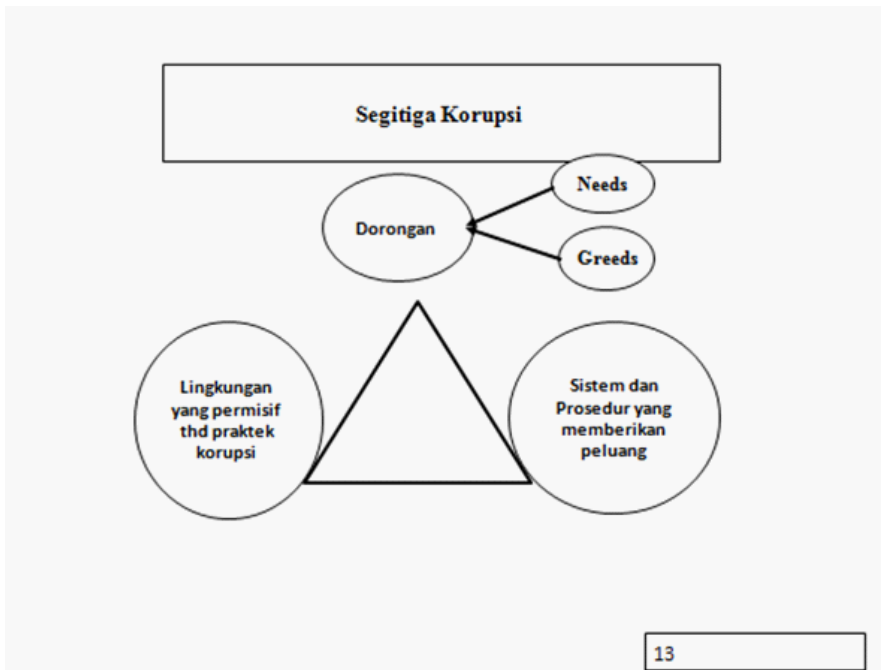 Segitiga Korupsi
Needs
Dorongan
Greeds
Lingkungan
yang permisif
thd praktek
korupsi
Sistem dan
Prosedur yang
memberikan
peluang
13